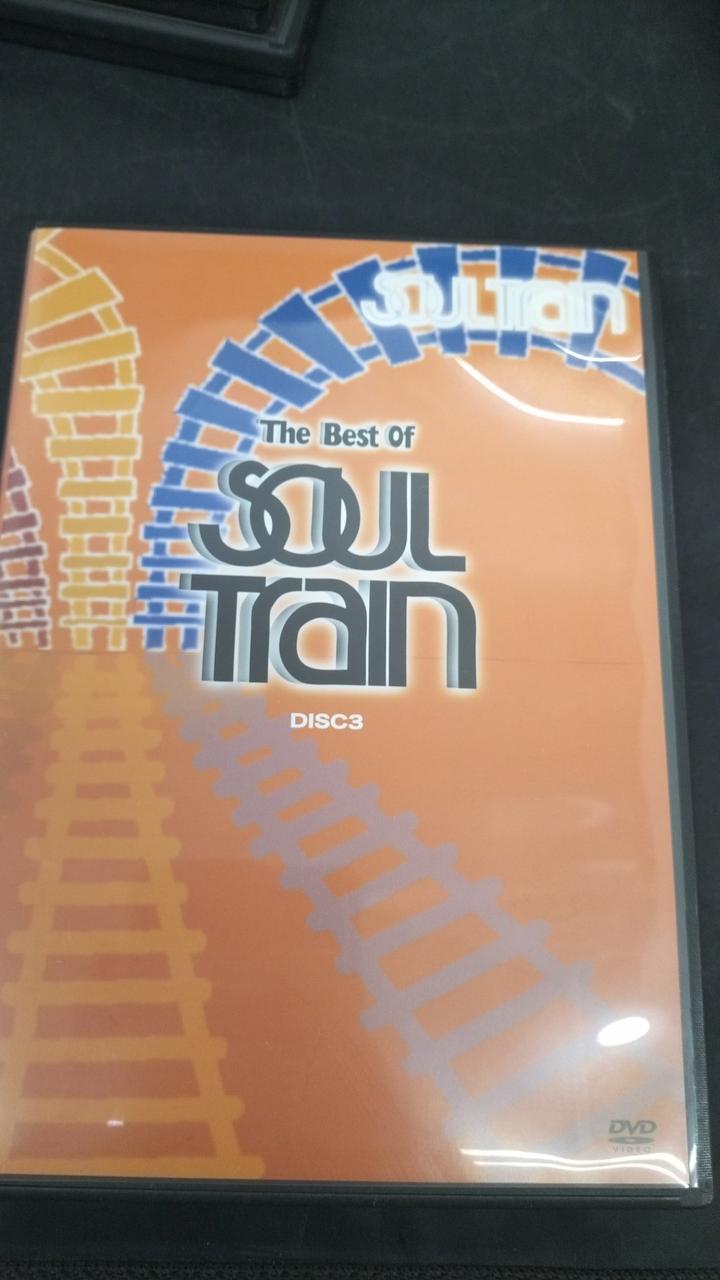 SOUL TRAIN
The Best Of
SOUL
TRAIN
DISC3
DVD
VIDEO